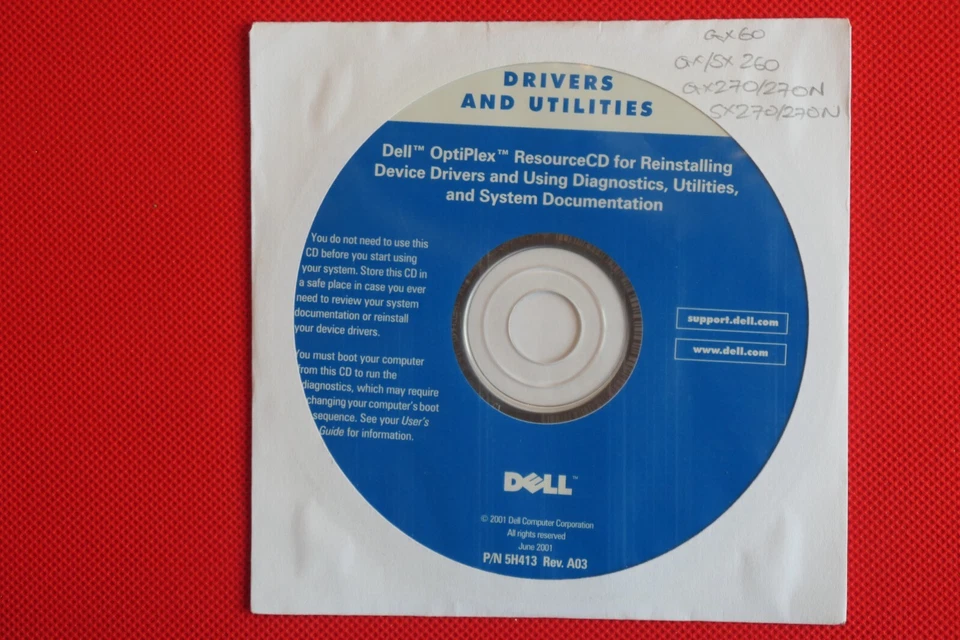 GX60
GX/SX 260
GX270/270N
SX270/270N
DRIVERS
AND UTILITIES
Dell™ OptiPlex™ ResourceCD for Reinstalling
Device Drivers and Using Diagnostics, Utilities,
and System Documentation
You do not need to use this
CD before you start using
your system. Store this CD in
a safe place in case you ever
need to review your system
documentation or reinstall
your device drivers.
You must boot your computer
from this CD to run the
diagnostics, which may require
changing your computer's boot
sequence. See your User's
Guide for information.
support.dell.com
www.dell.com
DELL™
© 2001 Dell Computer Corporation
All rights reserved
June 2001
P/N 5H413 Rev. A03